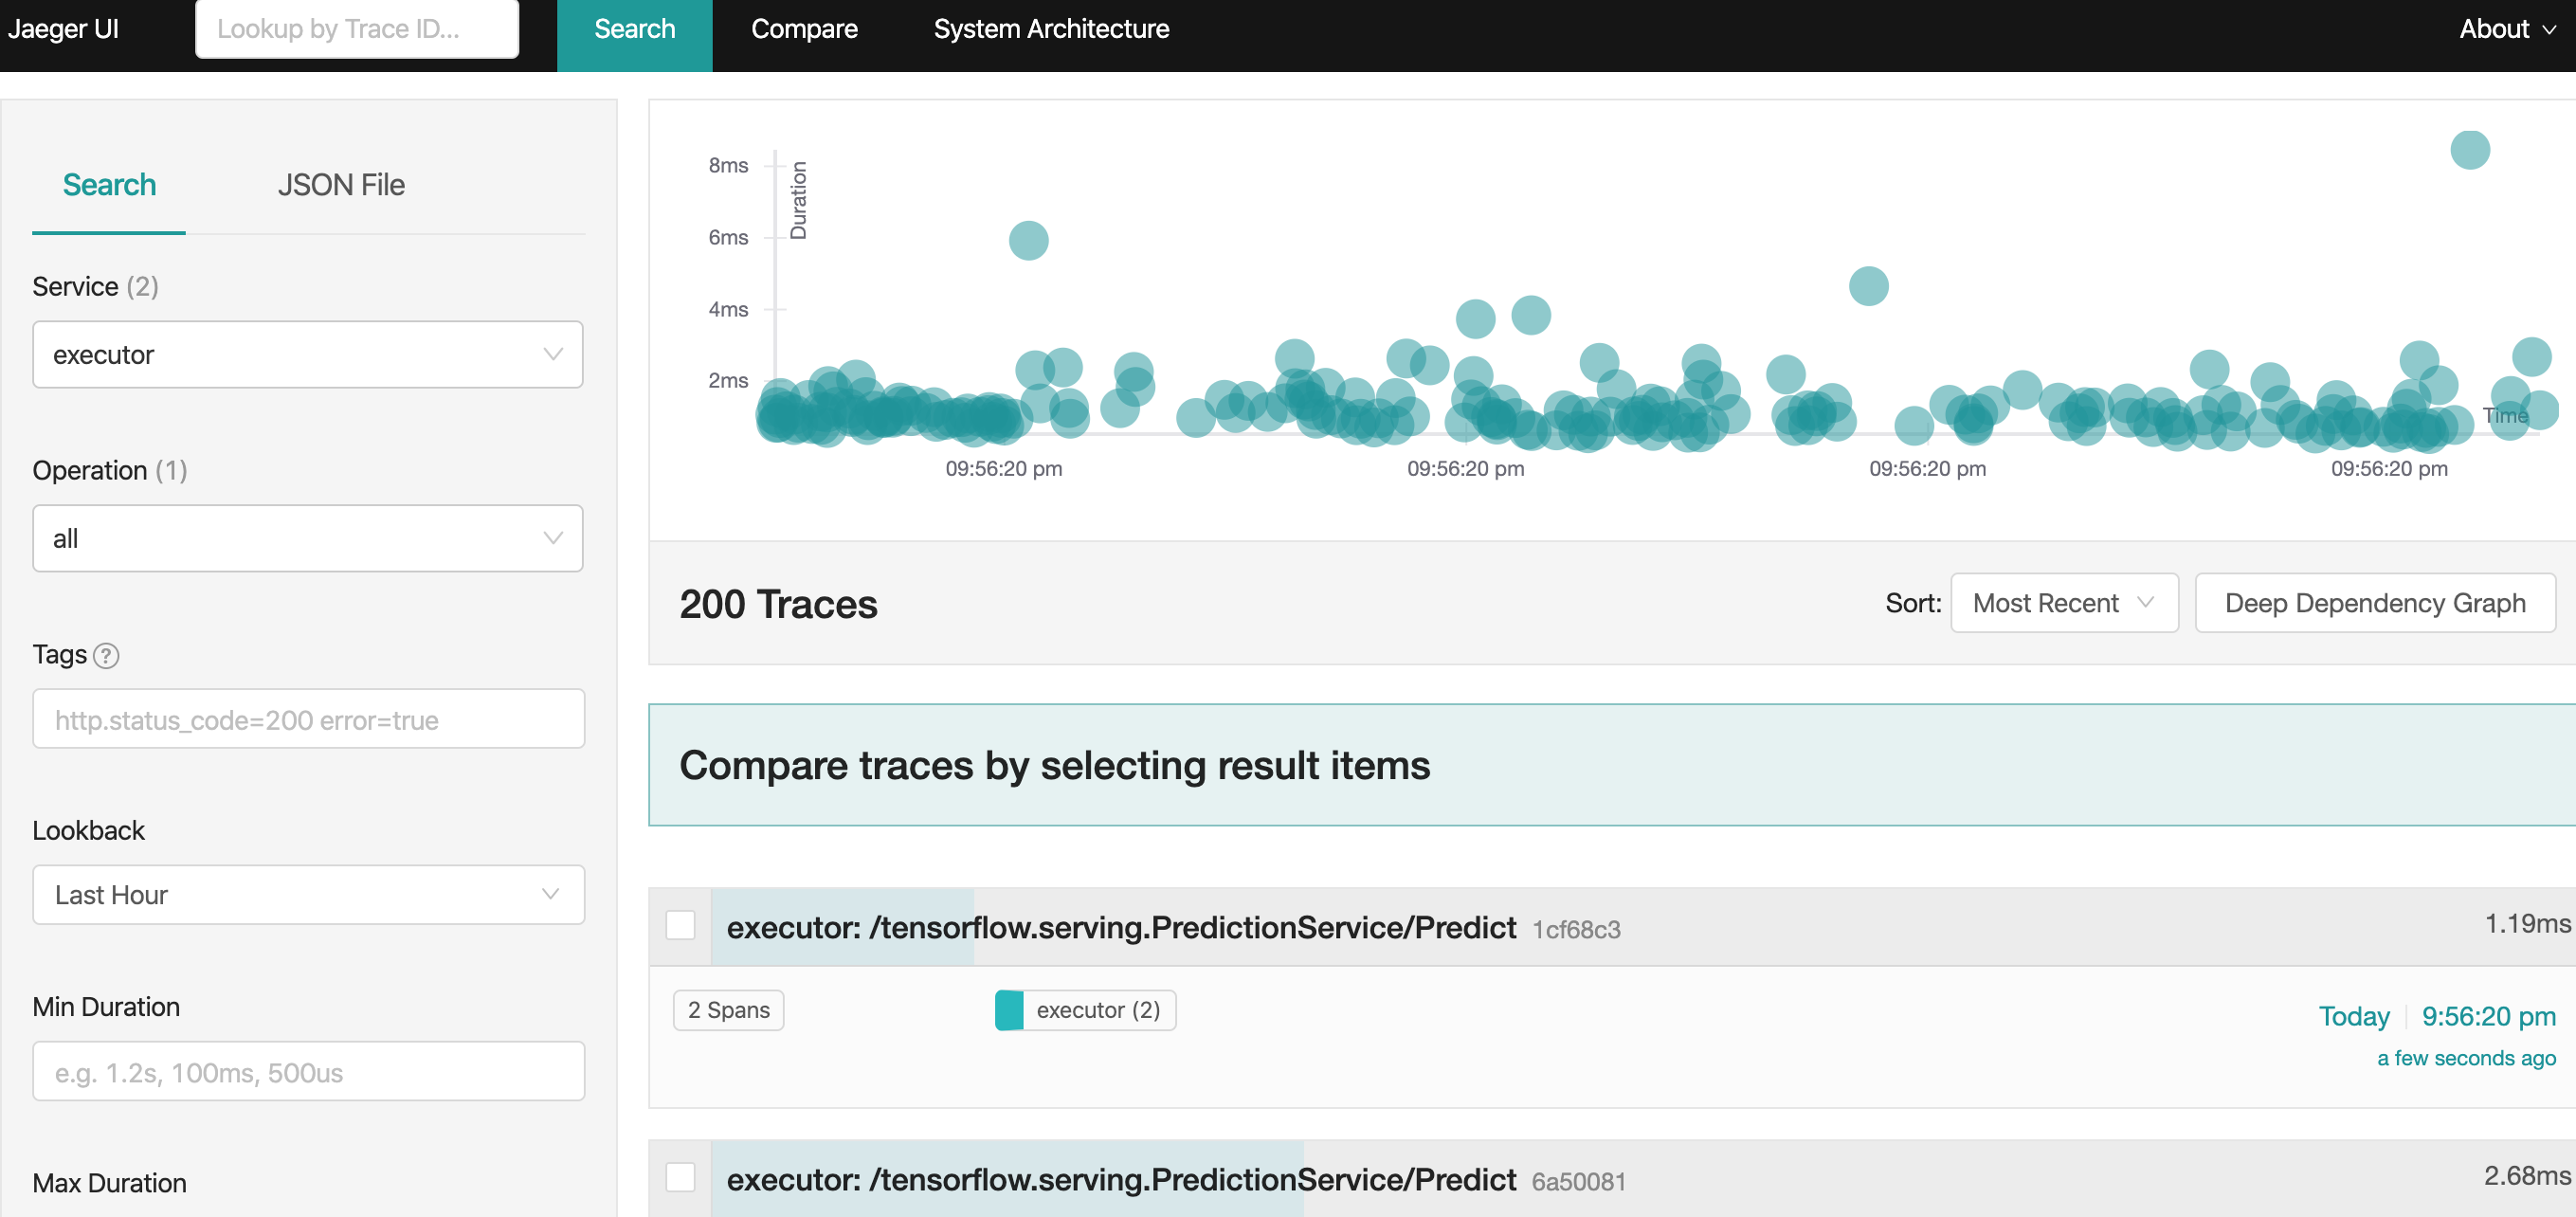 Jaeger UI
Lookup by Trace ID...
Search
Compare
System Architecture
About
Search
JSON File
Service (2)
executor
Operation (1)
all
Tags ?
http.status_code=200 error=true
Lookback
Last Hour
Min Duration
e.g. 1.2s, 100ms, 500us
Max Duration
8ms
6ms
4ms
2ms
Duration
Time
09:56:20 pm
09:56:20 pm
09:56:20 pm
09:56:20 pm
200 Traces
Sort:
Most Recent
Deep Dependency Graph
Compare traces by selecting result items
executor: /tensorflow.serving.PredictionService/Predict 1cf68c3
1.19ms
2 Spans
executor (2)
Today
9:56:20 pm
a few seconds ago
executor: /tensorflow.serving.PredictionService/Predict 6a50081
2.68ms